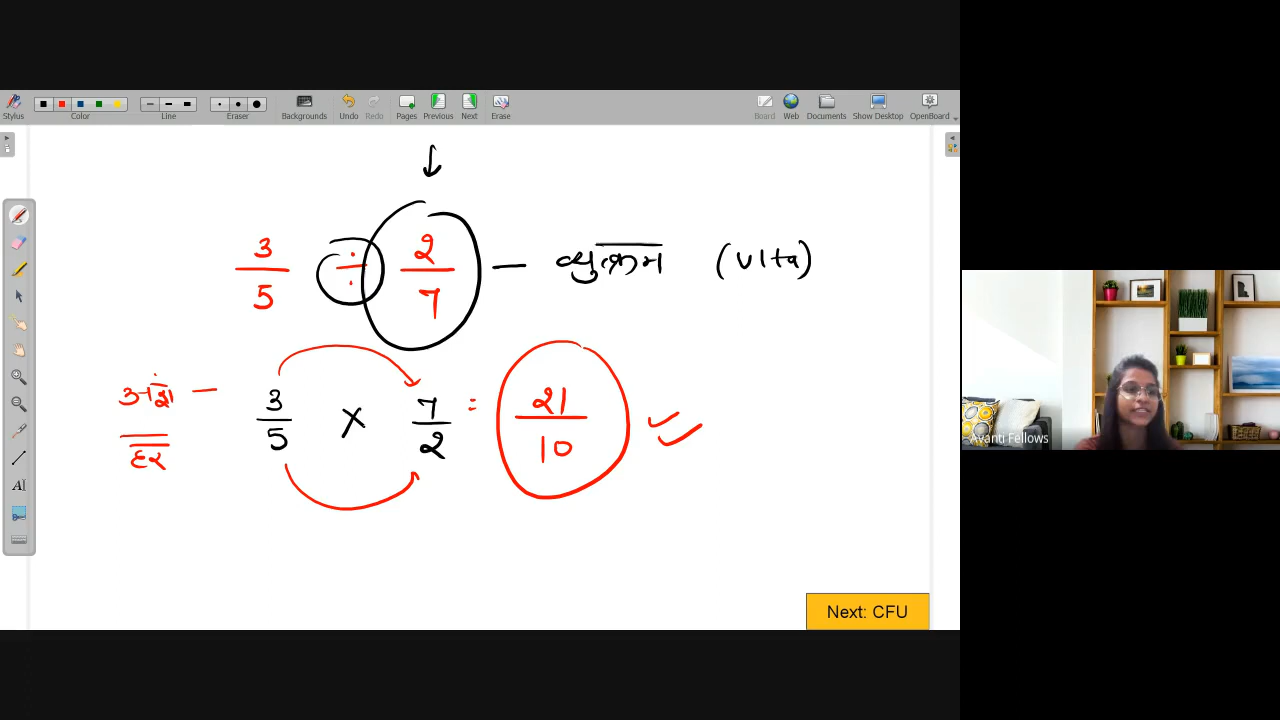 Stylus Color Line Eraser Backgrounds Undo Redo Pages Previous Next Erase Board Web Documents Show Desktop OpenBoard
↓
3/5 ÷ 2/7 — व्युत्क्रम (ulta)
अंश — 3/5 × 7/2 = 21/10
हर
Avanti Fellows
Next: CFU